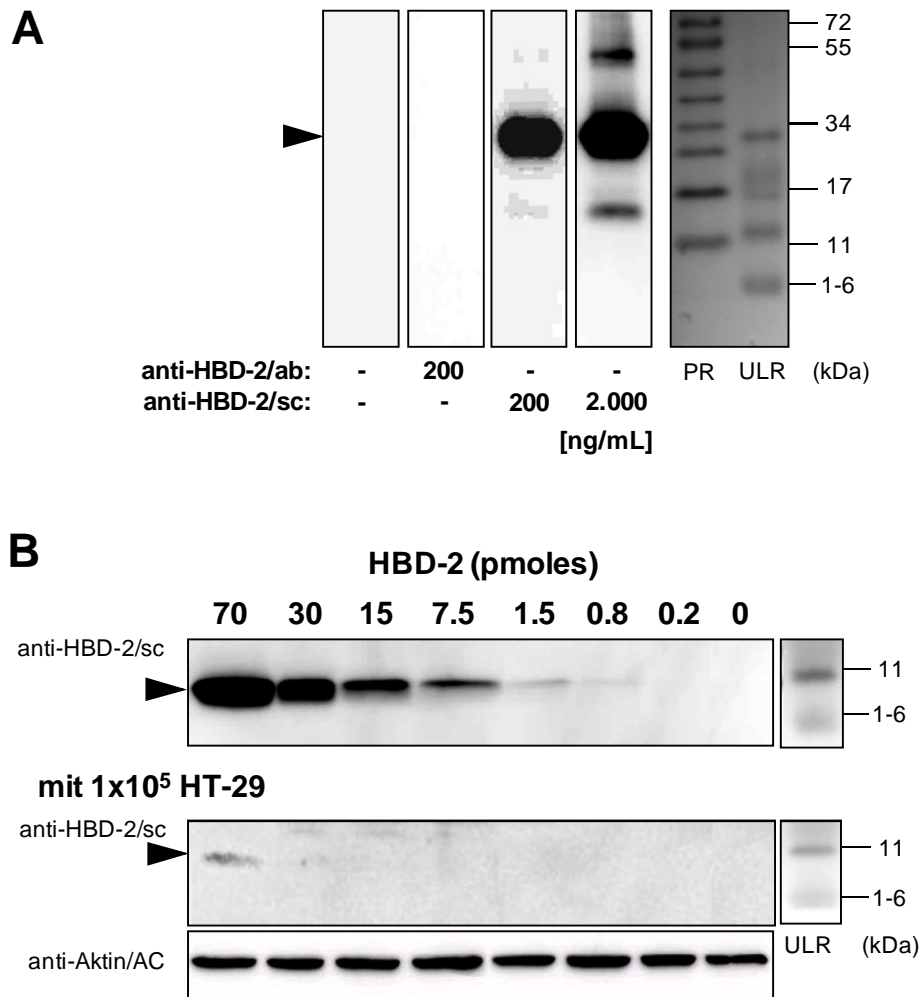 A
72
55
34
17
11
1-6
anti-HBD-2/ab: - 200 - - PR ULR (kDa)
anti-HBD-2/sc: - - 200 2.000
[ng/mL]
B
HBD-2 (pmoles)
70 30 15 7.5 1.5 0.8 0.2 0
anti-HBD-2/sc
11
1-6
mit 1x10⁵ HT-29
anti-HBD-2/sc
11
1-6
anti-Aktin/AC
ULR (kDa)